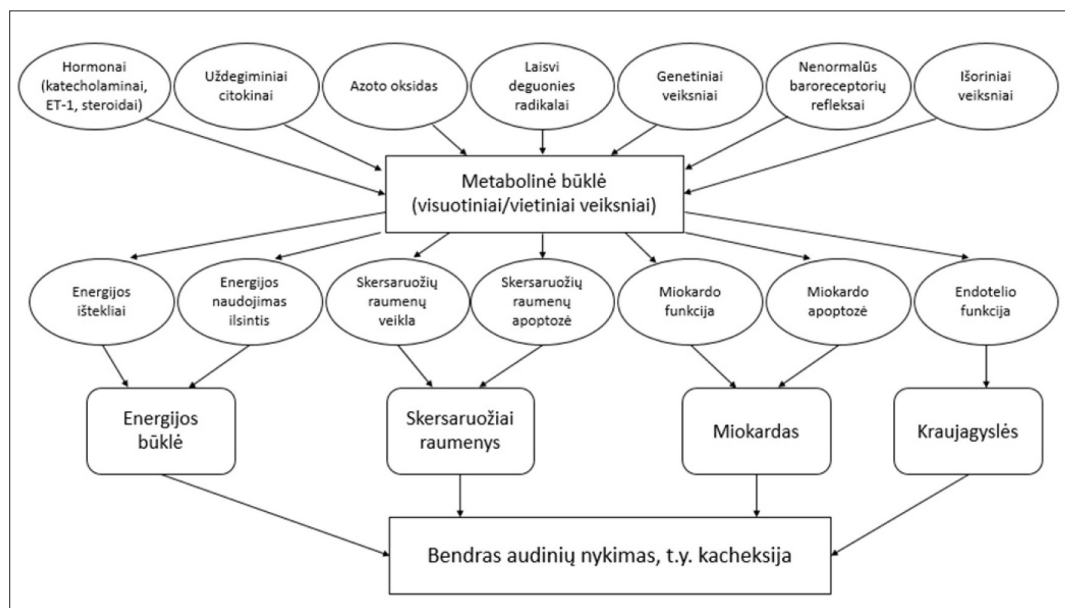 Hormonai
(katecholaminai,
ET-1, steroidai)
Uždegiminiai
citokinai
Azoto oksidas
Laisvi
deguonies
radikalai
Genetiniai
veiksniai
Nenormalūs
baroreceptorių
refleksai
Išoriniai
veiksniai
Metabolinė būklė
(visuotiniai/vietiniai veiksniai)
Energijos
ištekliai
Energijos
naudojimas
ilsintis
Skersaruožių
raumenų
veikla
Skersaruožių
raumenų
apoptozė
Miokardo
funkcija
Miokardo
apoptozė
Endotelio
funkcija
Energijos
būklė
Skersaruožiai
raumenys
Miokardas
Kraujagyslės
Bendras audinių nykimas, t.y. kacheksija